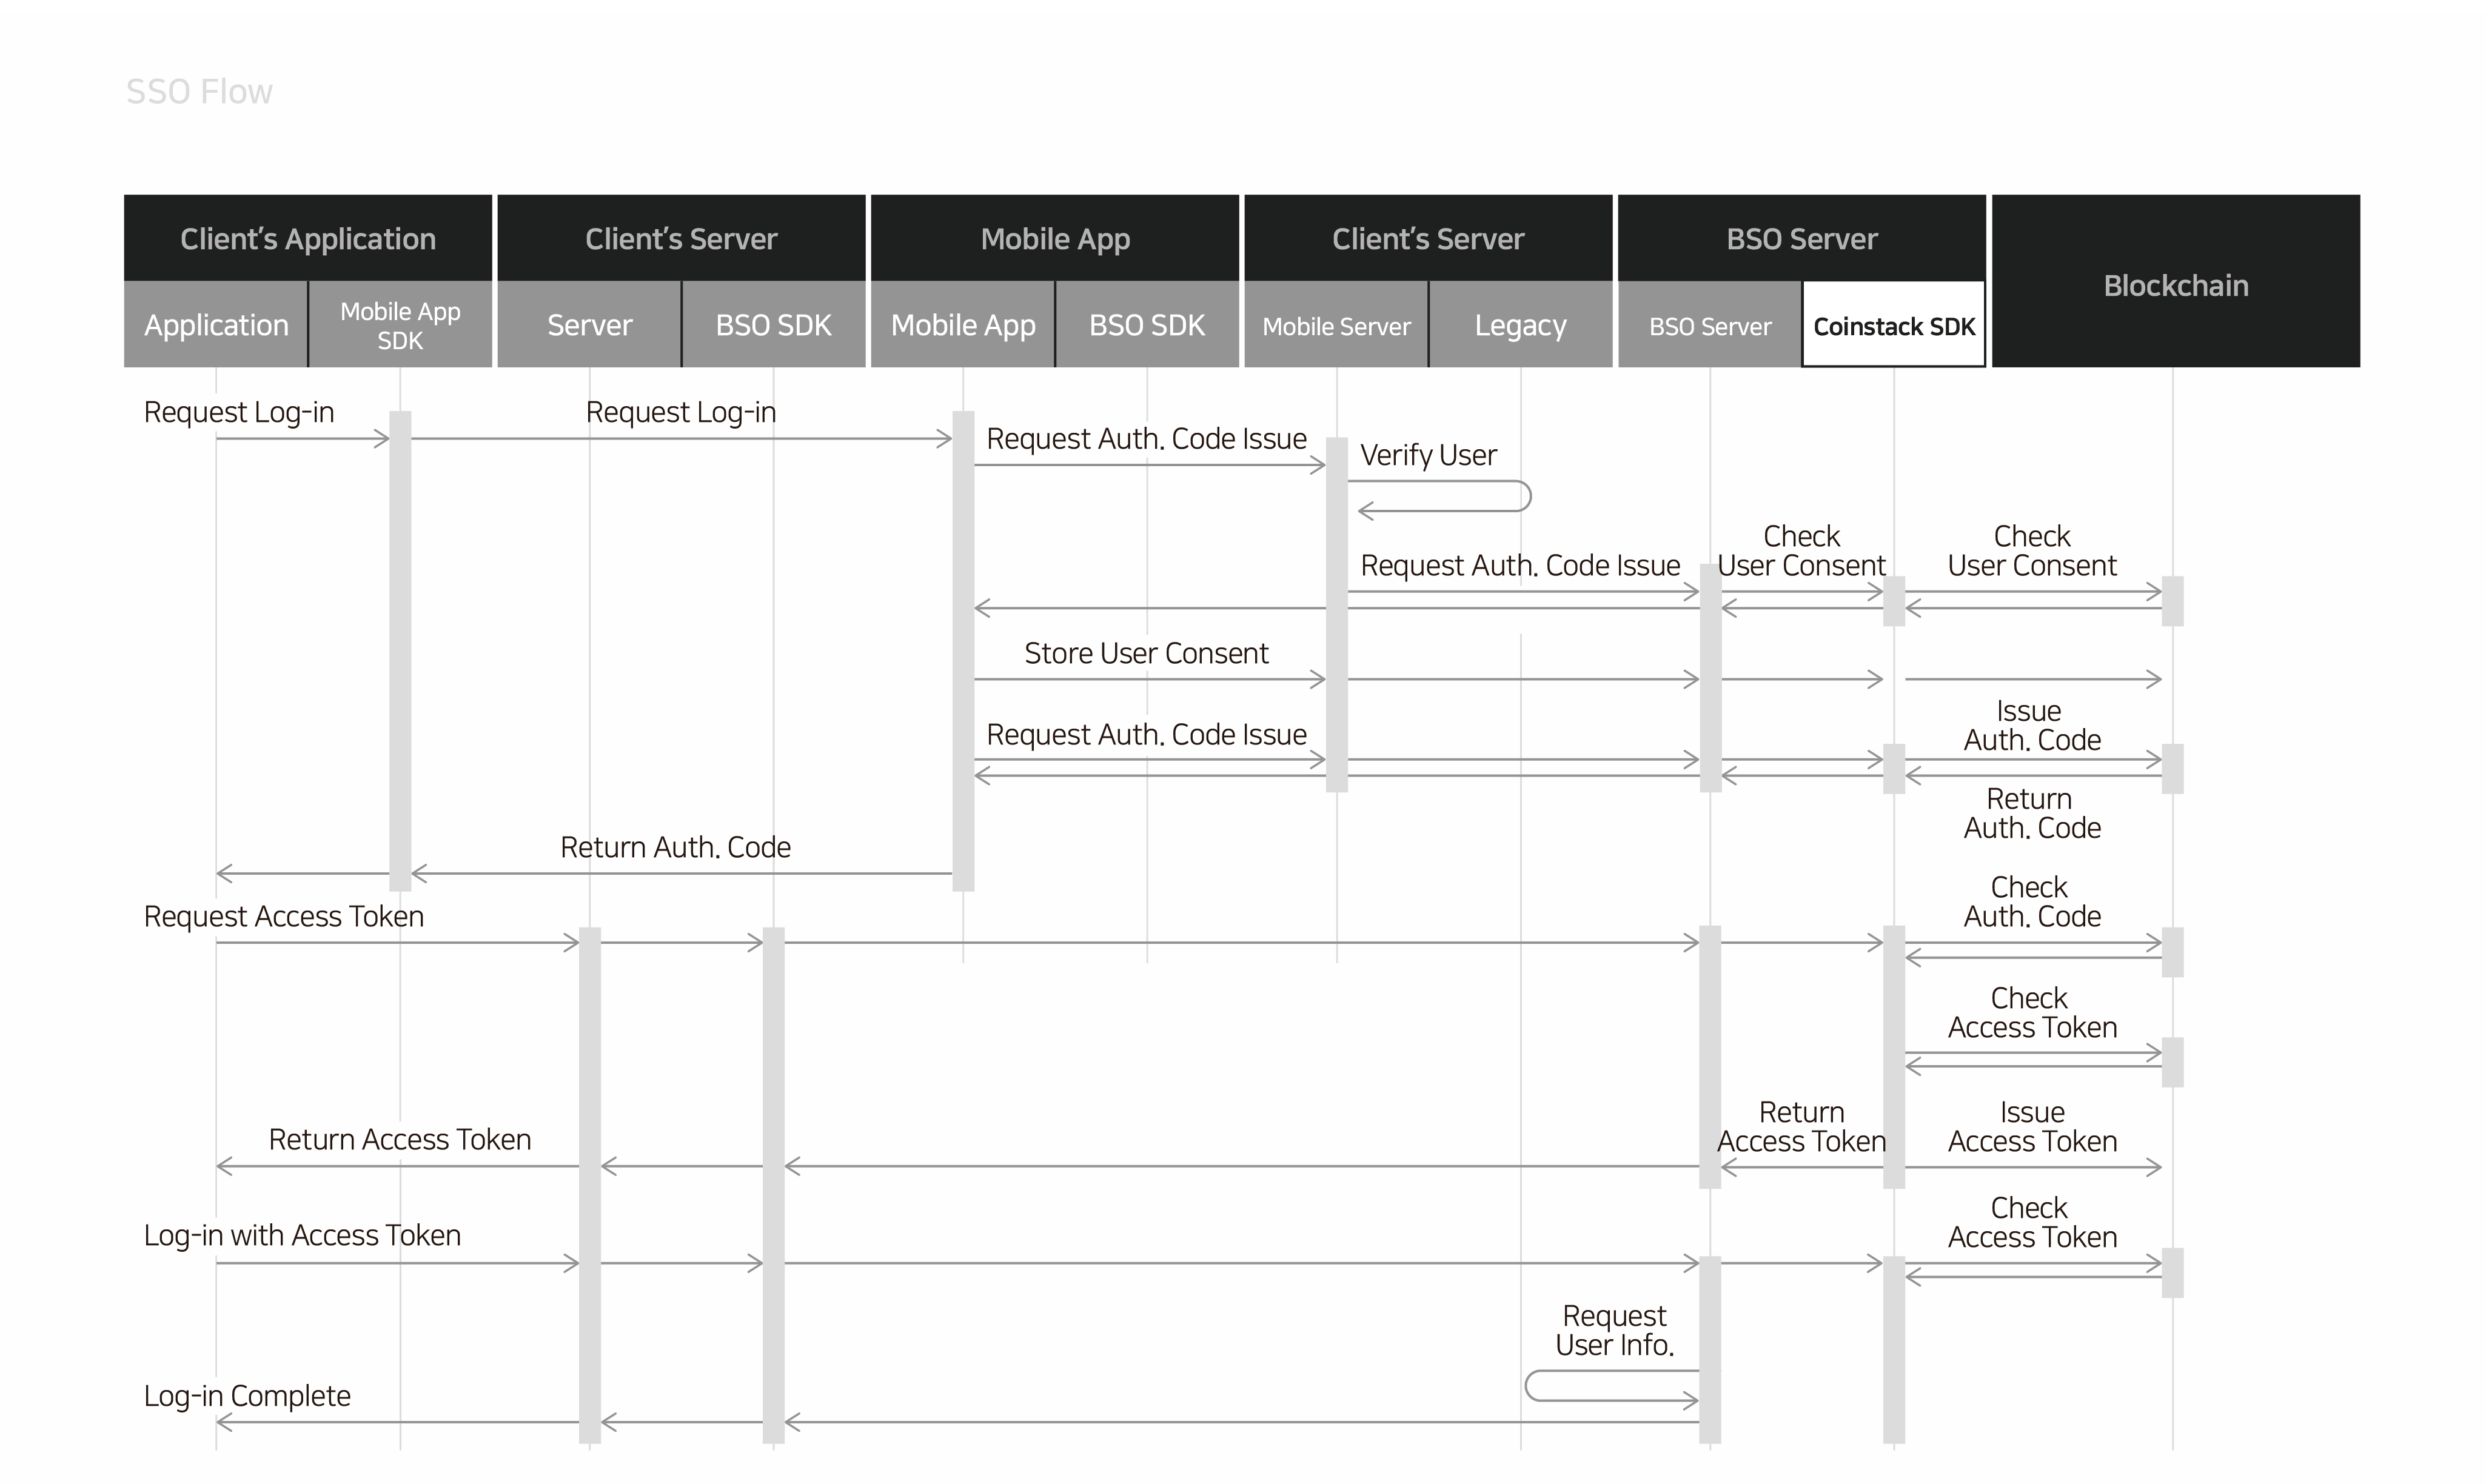 SSO Flow
Client’s Application
Client’s Server
Mobile App
Client’s Server
BSO Server
Blockchain
Application
Mobile App
SDK
Server
BSO SDK
Mobile App
BSO SDK
Mobile Server
Legacy
BSO Server
Coinstack SDK
Request Log-in
Request Log-in
Request Auth. Code Issue
Verify User
Request Auth. Code Issue
Check
User Consent
Check
User Consent
Store User Consent
Request Auth. Code Issue
Issue
Auth. Code
Return
Auth. Code
Return Auth. Code
Request Access Token
Check
Auth. Code
Check
Access Token
Return Access Token
Return
Access Token
Issue
Access Token
Log-in with Access Token
Check
Access Token
Request
User Info.
Log-in Complete